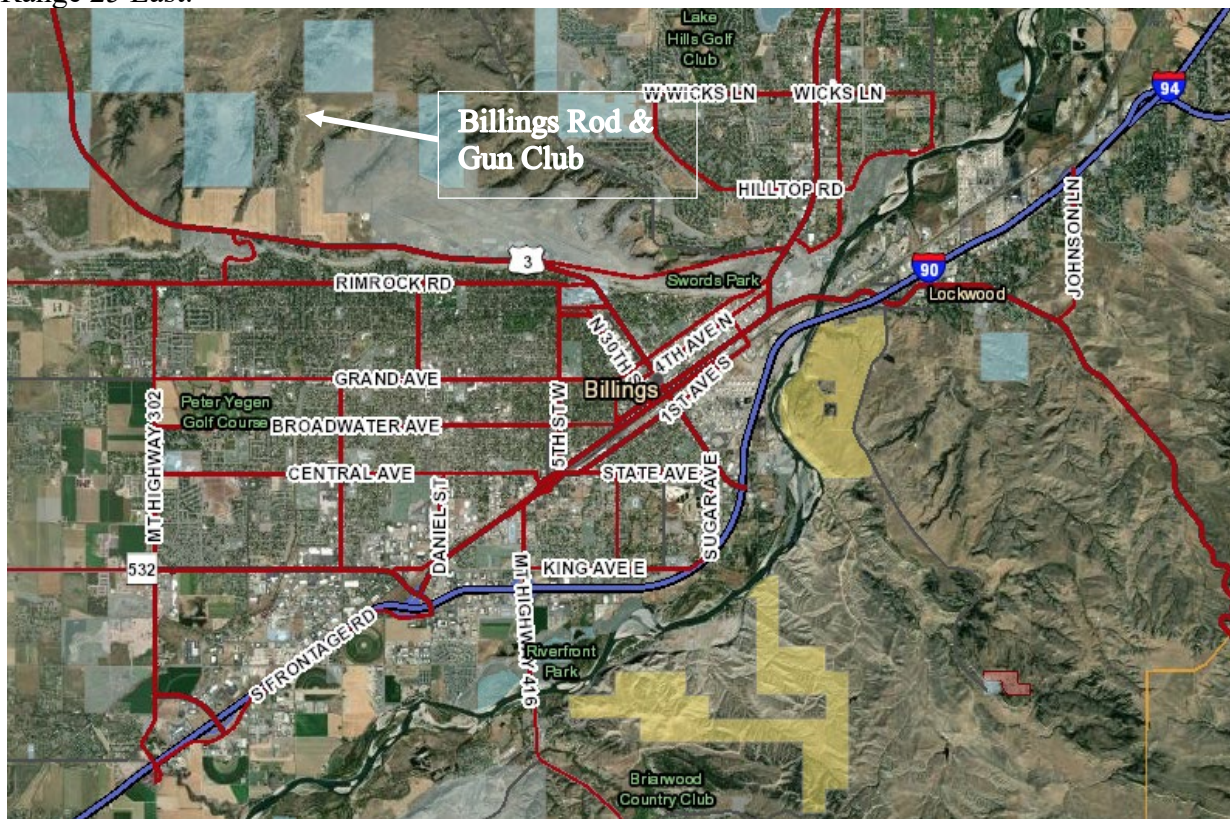 Range 25 East.
Lake
Hills Golf
Club
W WICKS LN
WICKS LN
94
Billings Rod &
Gun Club
HILLTOP RD
JOHNSON LN
3
90
RIMROCK RD
Swords Park
Lockwood
N 30TH S
4TH AVE N
1ST AVE S
GRAND AVE
Billings
MT HIGHWAY 302
Peter Yegen
Golf Course
BROADWATER AVE
5TH ST W
CENTRAL AVE
STATE AVE
DANIEL ST
SUGAR AVE
532
KING AVE E
MT HIGHWAY 416
S FRONTAGE RD
Riverfront
Park
Briarwood
Country Club